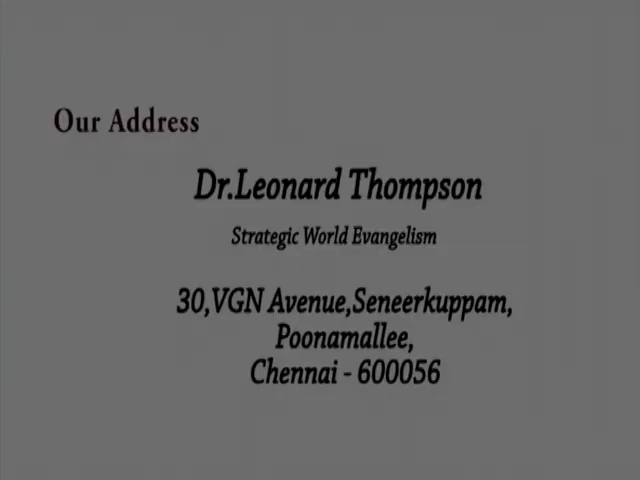 Our Address
Dr.Leonard Thompson
Strategic World Evangelism
30,VGN Avenue,Seneerkuppam,
Poonamallee,
Chennai - 600056